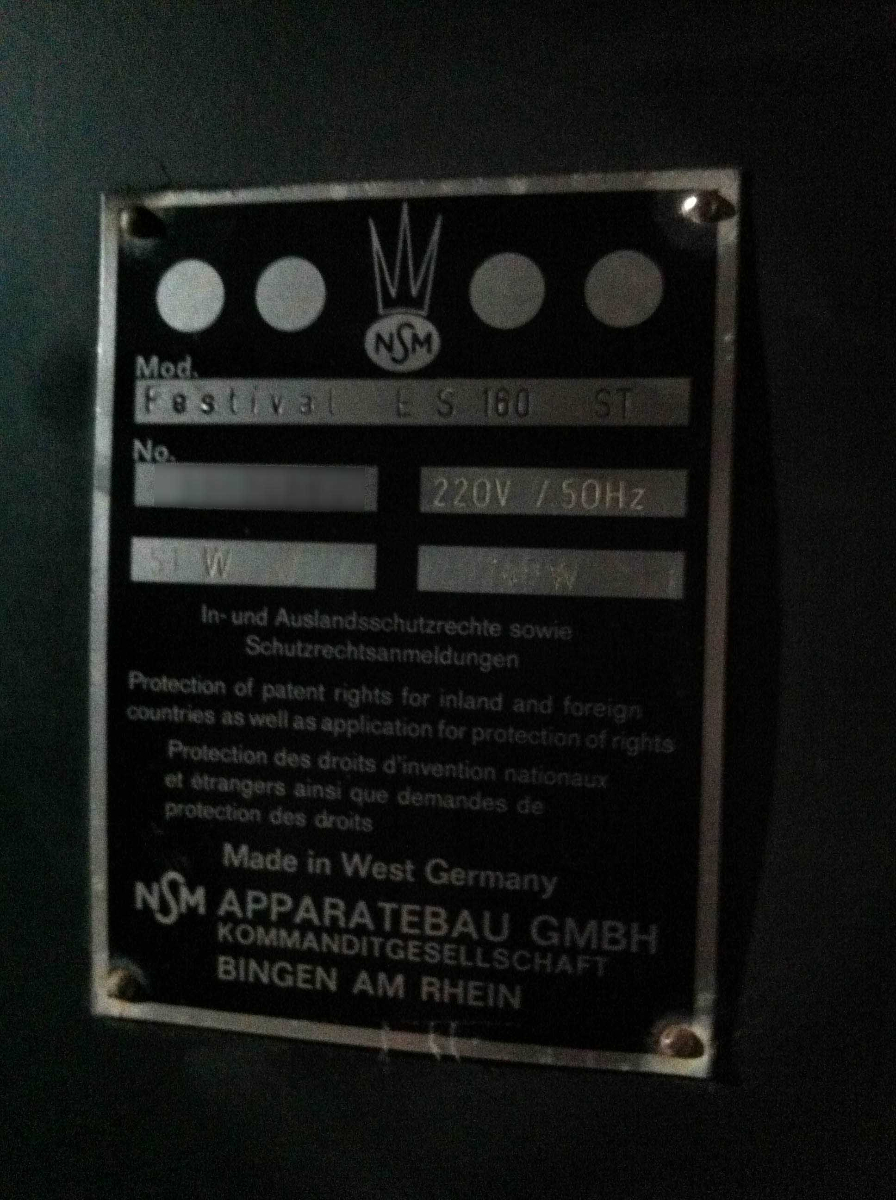 NSM
Mod.
Festival ES 160 ST
No.
220V / 50Hz
W
W
In- und Auslandsschutzrechte sowie
Schutzrechtsanmeldungen
Protection of patent rights for inland and foreign
countries as well as application for protection of rights
Protection des droits d'invention nationaux
et étrangers ainsi que demandes de
protection des droits
Made in West Germany
NSM APPARATEBAU GMBH
KOMMANDITGESELLSCHAFT
BINGEN AM RHEIN